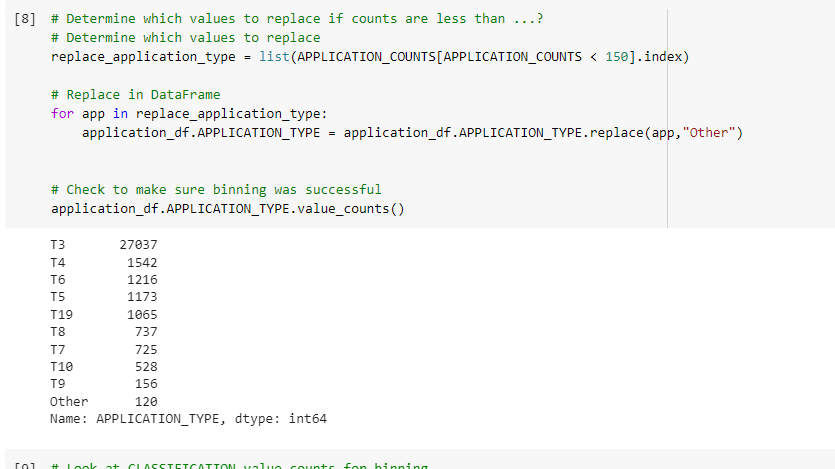 [8] # Determine which values to replace if counts are less than ...?
# Determine which values to replace
replace_application_type = list(APPLICATION_COUNTS[APPLICATION_COUNTS < 150].index)
# Replace in DataFrame
for app in replace_application_type:
application_df.APPLICATION_TYPE = application_df.APPLICATION_TYPE.replace(app,"Other")
# Check to make sure binning was successful
application_df.APPLICATION_TYPE.value_counts()
T3 27037
T4 1542
T6 1216
T5 1173
T19 1065
T8 737
T7 725
T10 528
T9 156
Other 120
Name: APPLICATION_TYPE, dtype: int64
[9] # Look at CLASSIFICATION value counts for binning